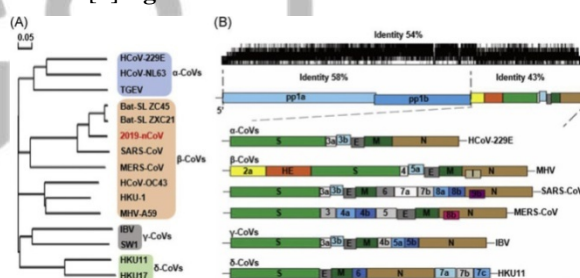 (A)
0.05
HCoV-229E
HCoV-NL63
α-CoVs
TGEV
Bat-SL ZC45
Bat-SL ZXC21
2019-nCoV
SARS-CoV
β-CoVs
MERS-CoV
HCoV-OC43
HKU-1
MHV-A59
IBV
γ-CoVs
SW1
HKU11
δ-CoVs
HKU17
(B)
Identity 54%
Identity 58%
Identity 43%
pp1a
pp1b
5'
α-CoVs
S 3a 3b E M N HCoV-229E
β-CoVs
2a HE S 4 5a E M I N MHV
S 3a 3b E M 6 7a 7b 8a 8b N SARS-CoV
S 3 4a 4b 5 E M 8b N MERS-CoV
γ-CoVs
S 3a 3b E M 4b 5a 5b N IBV
δ-CoVs
S E M 6 N 7a 7b 7c HKU11